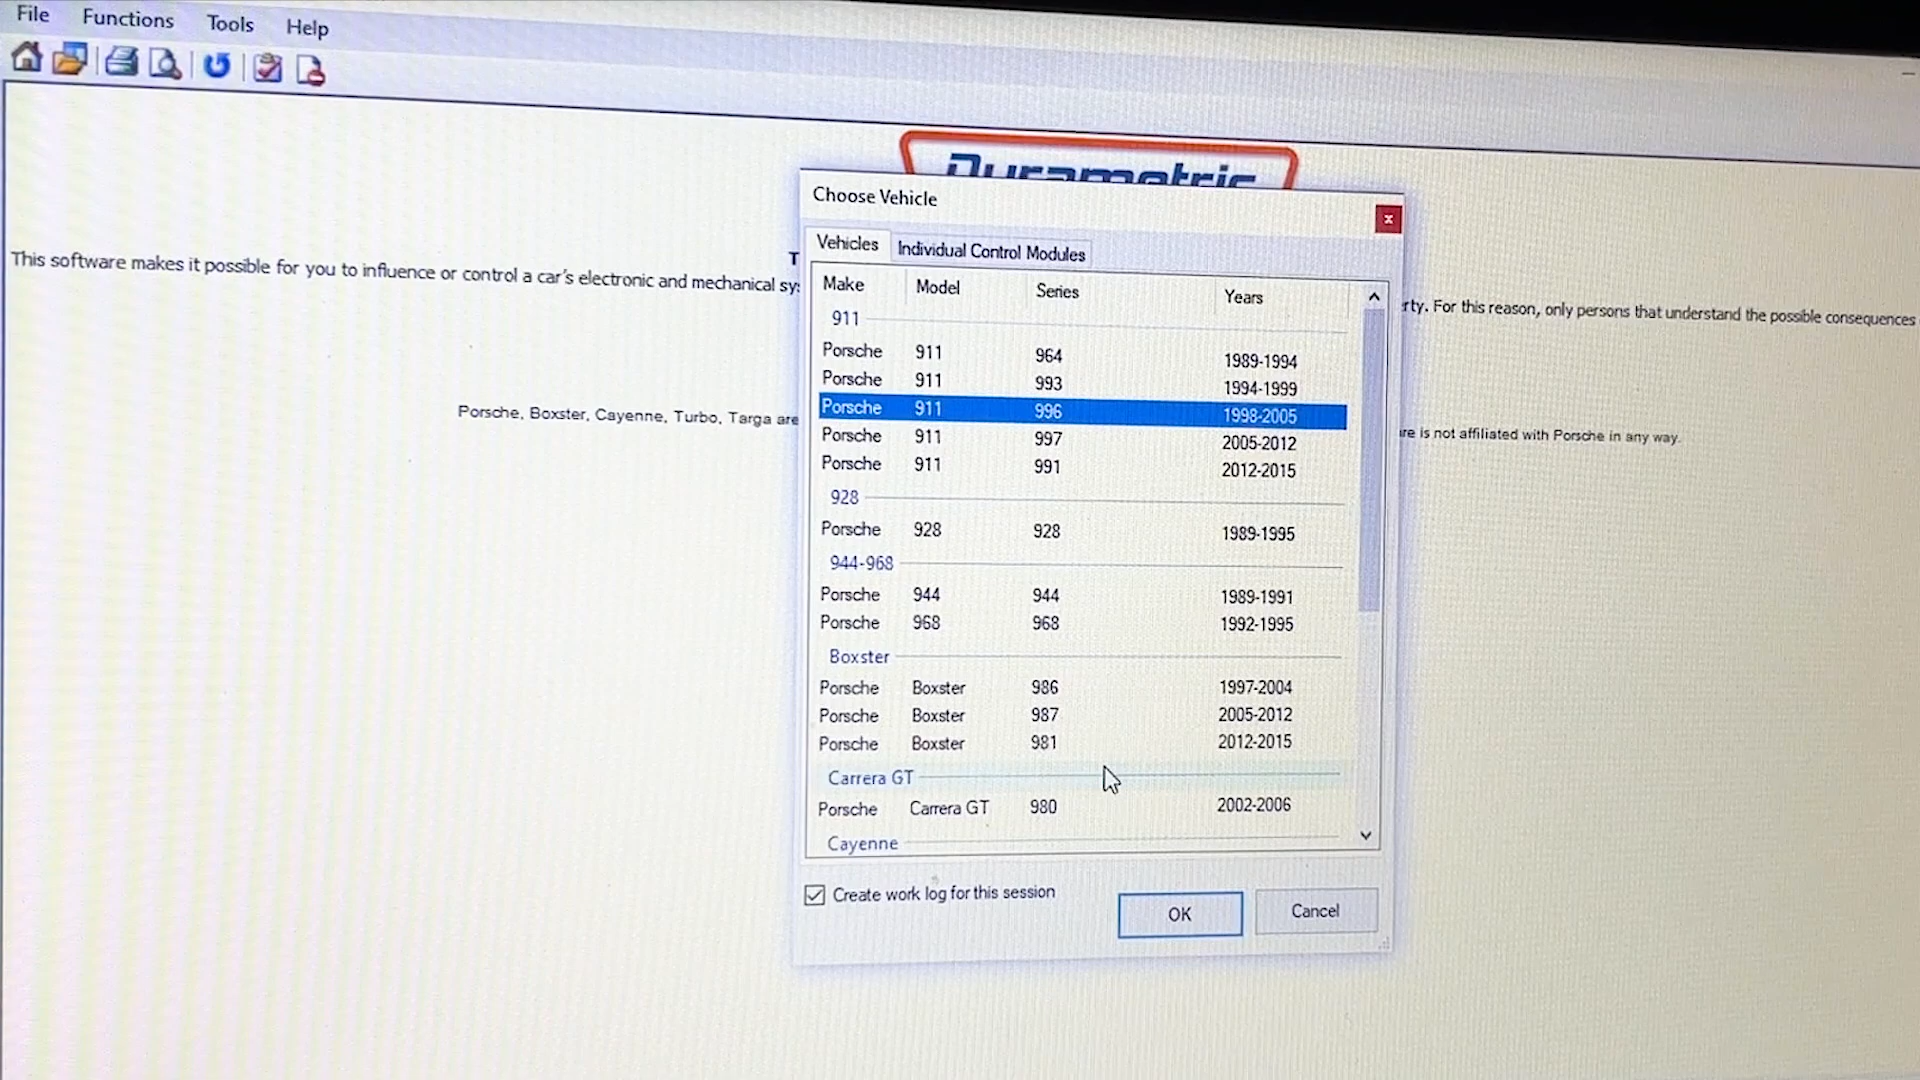 File Functions Tools Help
Durametric
Choose Vehicle
Vehicles Individual Control Modules
T
This software makes it possible for you to influence or control a car's electronic and mechanical sys
rty. For this reason, only persons that understand the possible consequences
Make Model Series Years
911
Porsche 911 964 1989-1994
Porsche 911 993 1994-1999
Porsche 911 996 1998-2005
Porsche 911 997 2005-2012
Porsche 911 991 2012-2015
Porsche, Boxster, Cayenne, Turbo, Targa are
re is not affiliated with Porsche in any way.
928
Porsche 928 928 1989-1995
944-968
Porsche 944 944 1989-1991
Porsche 968 968 1992-1995
Boxster
Porsche Boxster 986 1997-2004
Porsche Boxster 987 2005-2012
Porsche Boxster 981 2012-2015
Carrera GT
Porsche Carrera GT 980 2002-2006
Cayenne
Create work log for this session
OK Cancel